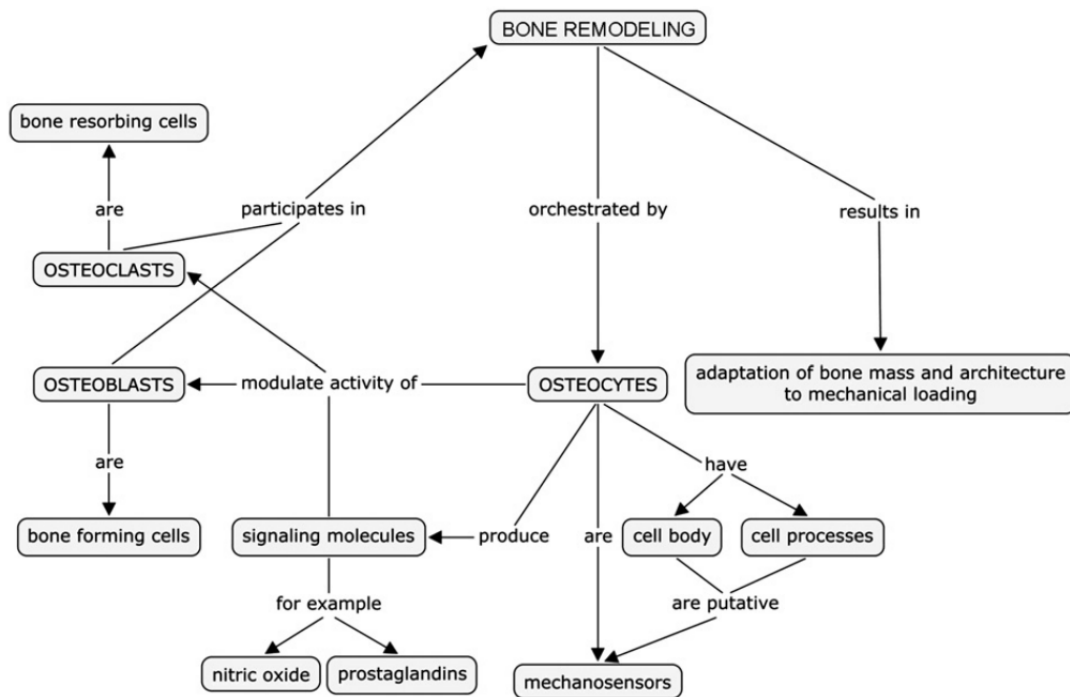 BONE REMODELING
bone resorbing cells
are
participates in
orchestrated by
results in
OSTEOCLASTS
OSTEOBLASTS
modulate activity of
OSTEOCYTES
adaptation of bone mass and architecture
to mechanical loading
are
have
bone forming cells
signaling molecules
produce
are
cell body
cell processes
for example
are putative
nitric oxide
prostaglandins
mechanosensors